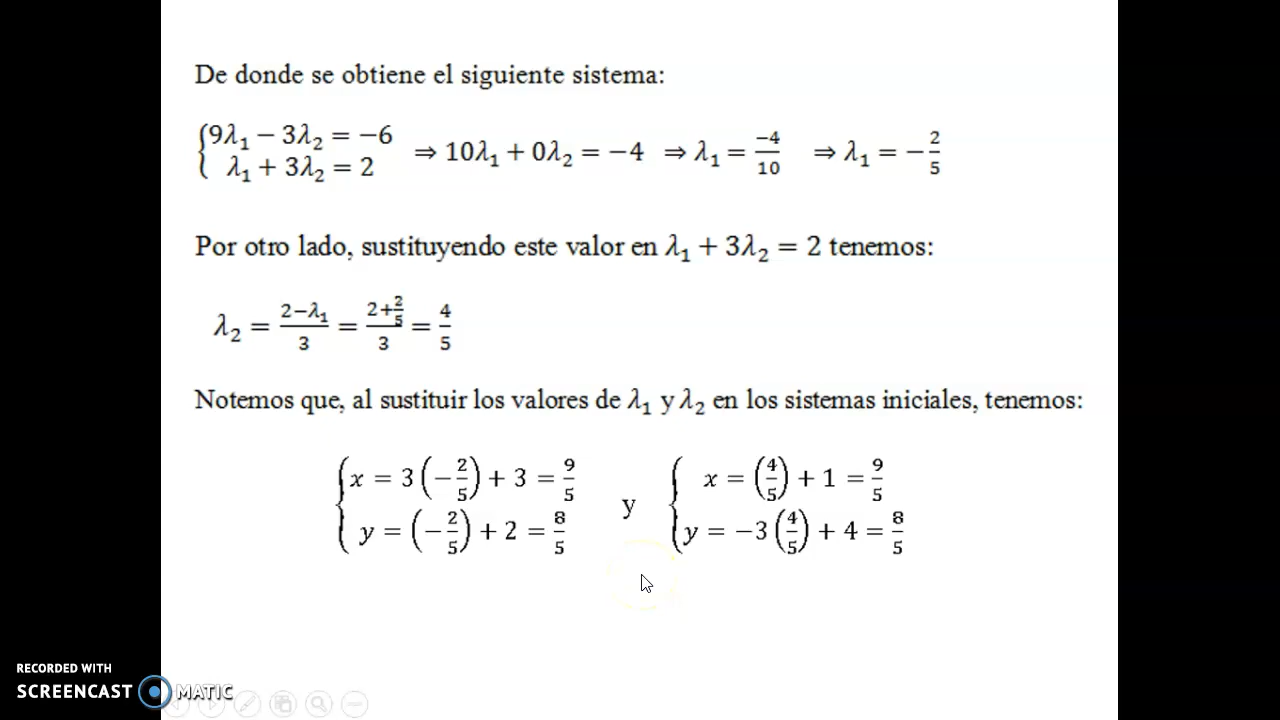 De donde se obtiene el siguiente sistema:
{9λ₁ − 3λ₂ = −6
λ₁ + 3λ₂ = 2 ⇒ 10λ₁ + 0λ₂ = −4 ⇒ λ₁ = −4/10 ⇒ λ₁ = −2/5
Por otro lado, sustituyendo este valor en λ₁ + 3λ₂ = 2 tenemos:
λ₂ = (2−λ₁)/3 = (2+2/5)/3 = 4/5
Notemos que, al sustituir los valores de λ₁ y λ₂ en los sistemas iniciales, tenemos:
{x = 3(−2/5) + 3 = 9/5
y = (−2/5) + 2 = 8/5
y
{x = (4/5) + 1 = 9/5
y = −3(4/5) + 4 = 8/5
RECORDED WITH
SCREENCAST MATIC